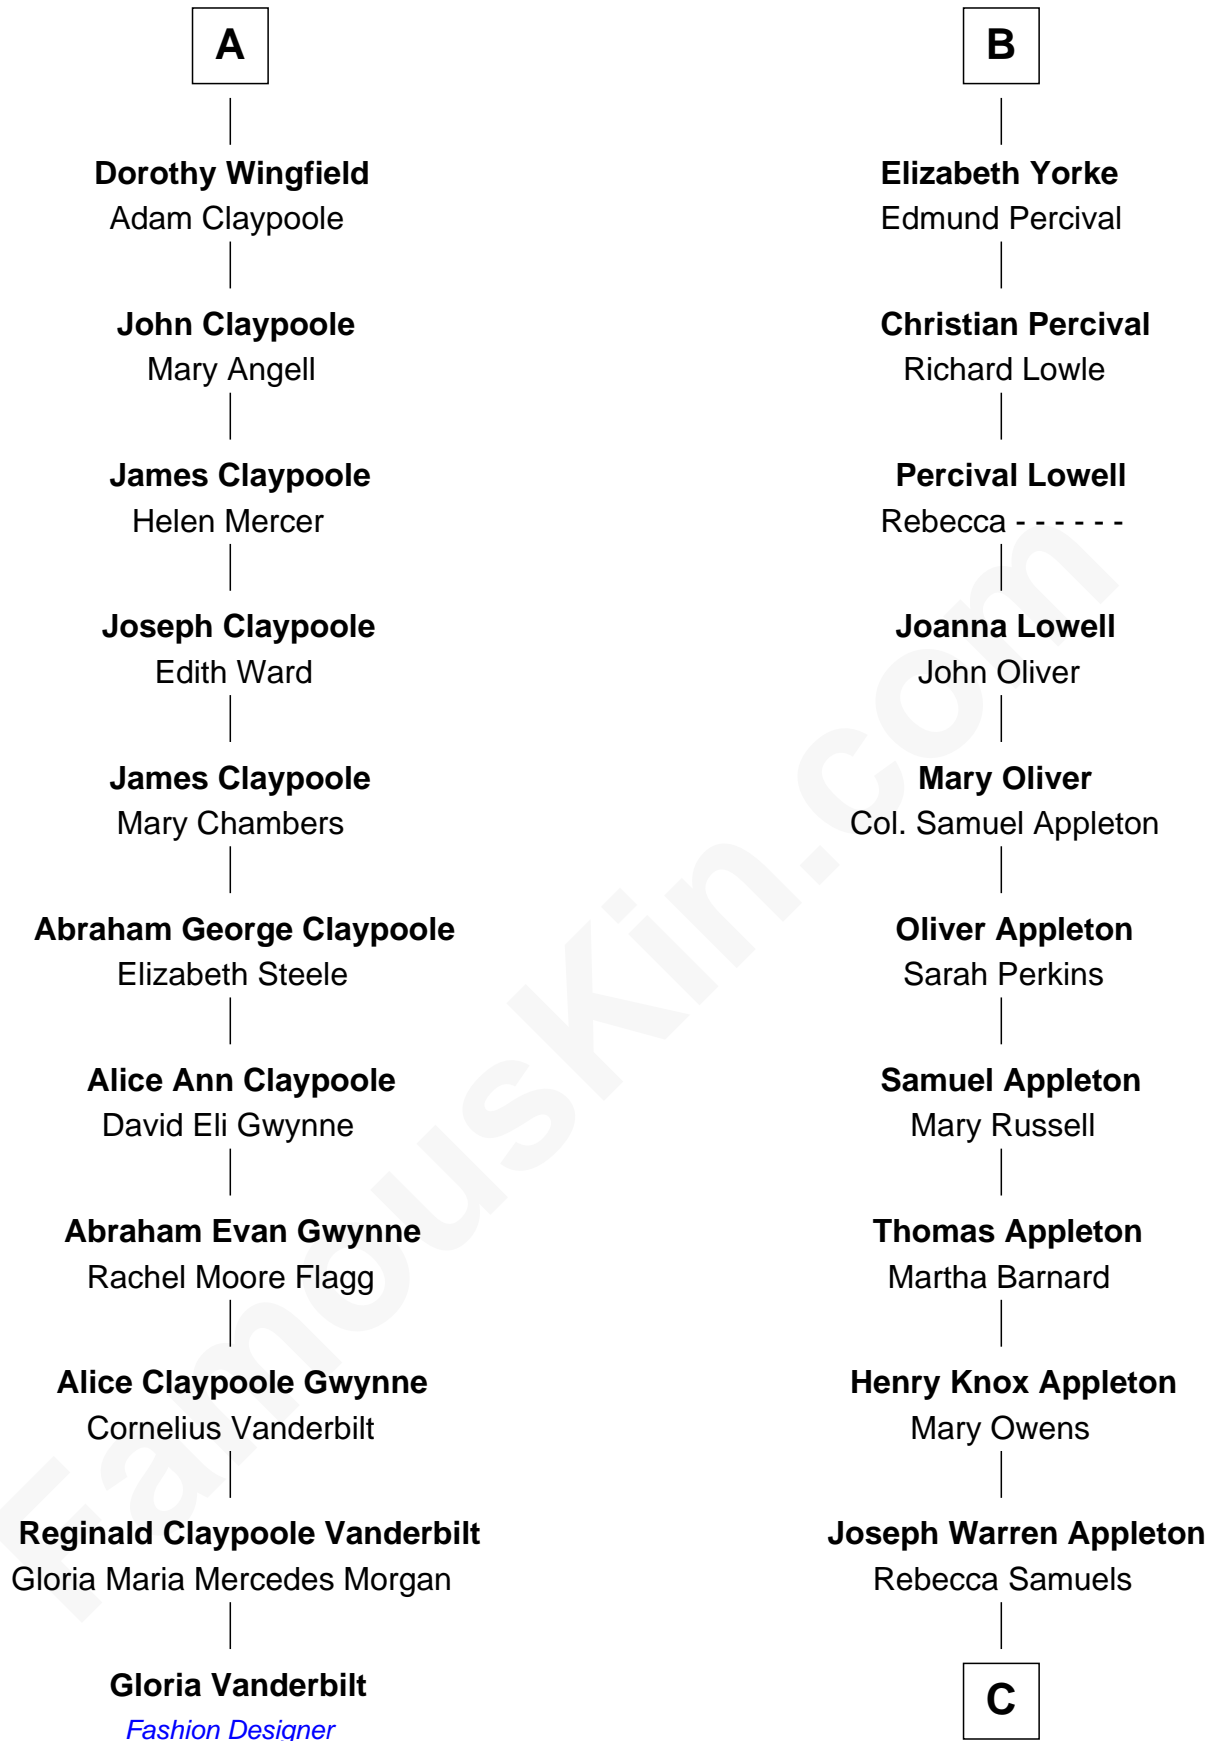 A
Dorothy Wingfield
Adam Claypoole
John Claypoole
Mary Angell
James Claypoole
Helen Mercer
Joseph Claypoole
Edith Ward
James Claypoole
Mary Chambers
Abraham George Claypoole
Elizabeth Steele
Alice Ann Claypoole
David Eli Gwynne
Abraham Evan Gwynne
Rachel Moore Flagg
Alice Claypoole Gwynne
Cornelius Vanderbilt
Reginald Claypoole Vanderbilt
Gloria Maria Mercedes Morgan
Gloria Vanderbilt
Fashion Designer
B
Elizabeth Yorke
Edmund Percival
Christian Percival
Richard Lowle
Percival Lowell
Rebecca - - - - - -
Joanna Lowell
John Oliver
Mary Oliver
Col. Samuel Appleton
Oliver Appleton
Sarah Perkins
Samuel Appleton
Mary Russell
Thomas Appleton
Martha Barnard
Henry Knox Appleton
Mary Owens
Joseph Warren Appleton
Rebecca Samuels
C
FamousKin.com